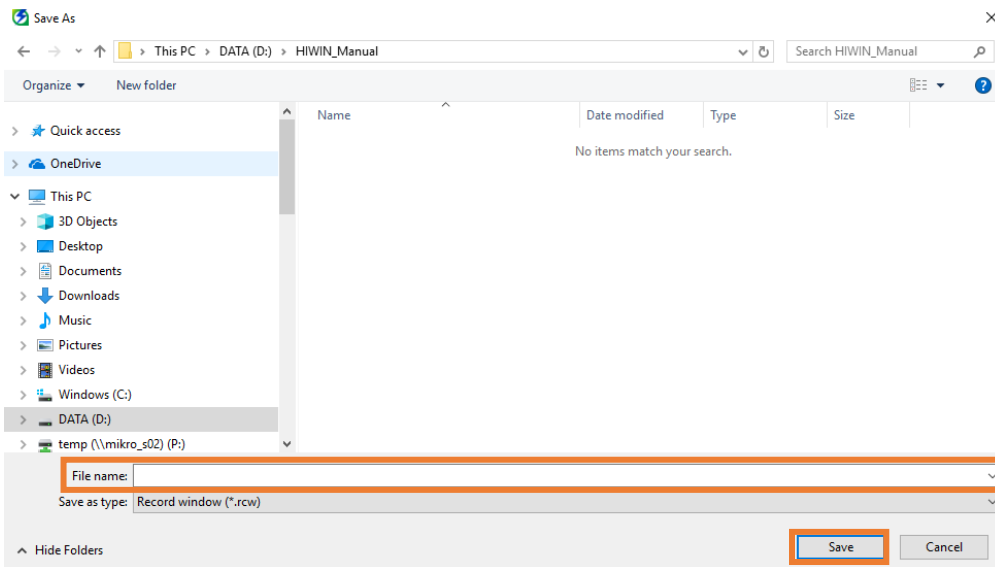 Save As
This PC > DATA (D:) > HIWIN_Manual
Search HIWIN_Manual
Organize
New folder
Name Date modified Type Size
No items match your search.
Quick access
OneDrive
This PC
3D Objects
Desktop
Documents
Downloads
Music
Pictures
Videos
Windows (C:)
DATA (D:)
temp (\\mikro_s02) (P:)
File name:
Save as type: Record window (*.rcw)
Hide Folders
Save
Cancel